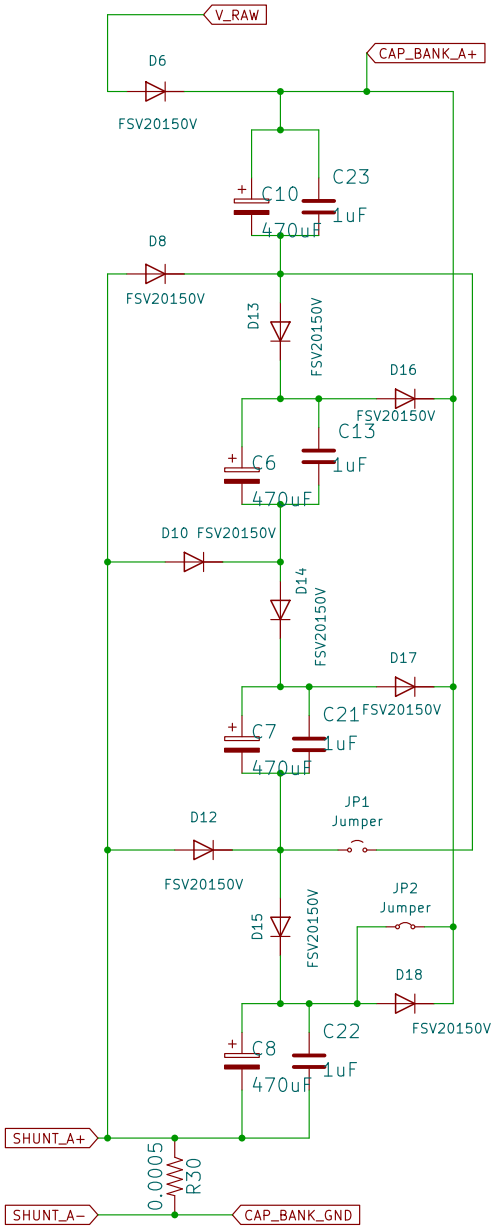 V_RAW
D6
CAP_BANK_A+
FSV20150V
C23
+
C10
1uF
470uF
D8
FSV20150V
D13
FSV20150V
D16
FSV20150V
C13
+
C6
1uF
470uF
D10 FSV20150V
D14
FSV20150V
D17
FSV20150V
C21
+
C7
1uF
470uF
JP1
Jumper
D12
FSV20150V
JP2
Jumper
D15
FSV20150V
D18
FSV20150V
C22
+
C8
1uF
470uF
SHUNT_A+
0.0005
R30
SHUNT_A-
CAP_BANK_GND